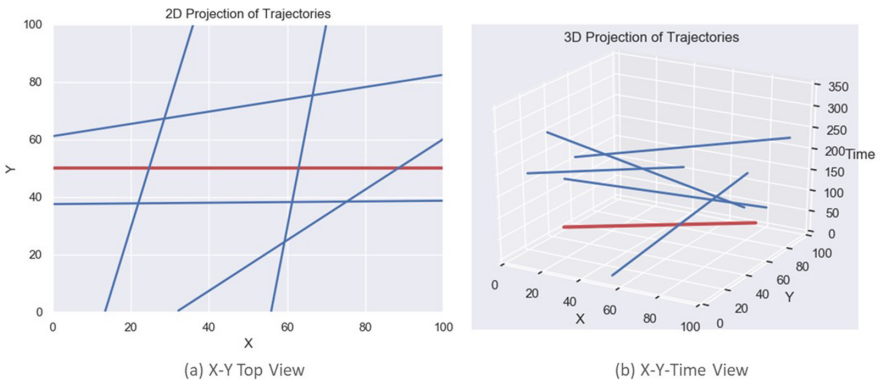 2D Projection of Trajectories
100
80
60
40
20
0
Y
0 20 40 60 80 100
X
(a) X-Y Top View
3D Projection of Trajectories
350
300
250
200
150
100
50
0
Time
0 20 40 60 80 100
X
0 20 40 60 80 100
Y
(b) X-Y-Time View